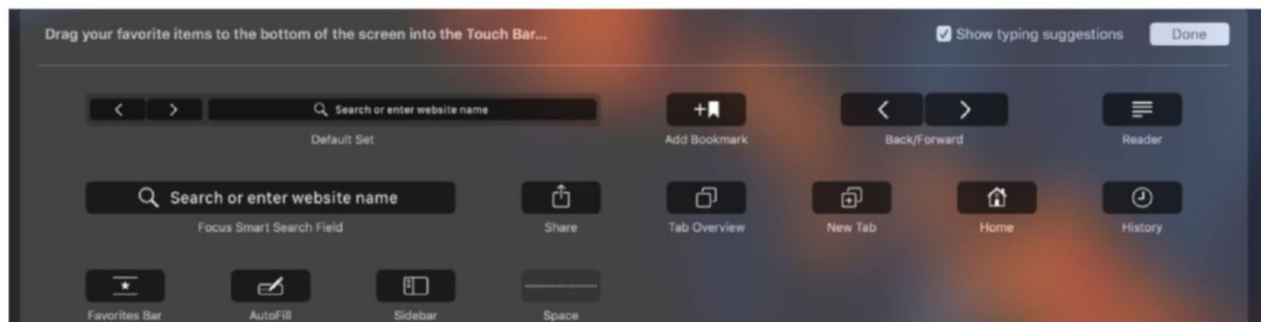 Drag your favorite items to the bottom of the screen into the Touch Bar...
Show typing suggestions
Done
Search or enter website name
Default Set
Add Bookmark
Back/Forward
Reader
Search or enter website name
Focus Smart Search Field
Share
Tab Overview
New Tab
Home
History
Favorites Bar
AutoFill
Sidebar
Space